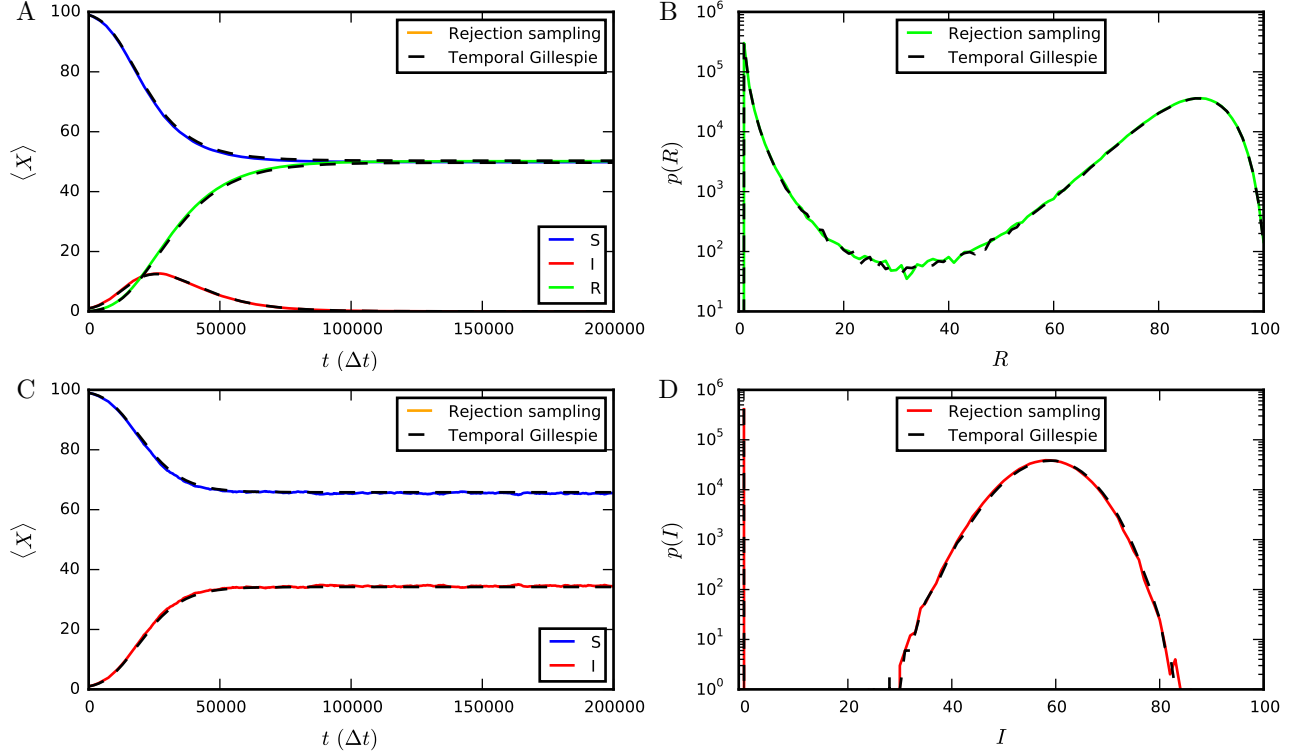 A
100
80
60
40
20
0
⟨X⟩
Rejection sampling
Temporal Gillespie
S
I
R
0 50000 100000 150000 200000
t (Δt)
B
10^6
10^5
10^4
10^3
10^2
10^1
p(R)
Rejection sampling
Temporal Gillespie
0 20 40 60 80 100
R
C
100
80
60
40
20
0
⟨X⟩
Rejection sampling
Temporal Gillespie
S
I
0 50000 100000 150000 200000
t (Δt)
D
10^6
10^5
10^4
10^3
10^2
10^1
10^0
p(I)
Rejection sampling
Temporal Gillespie
0 20 40 60 80 100
I